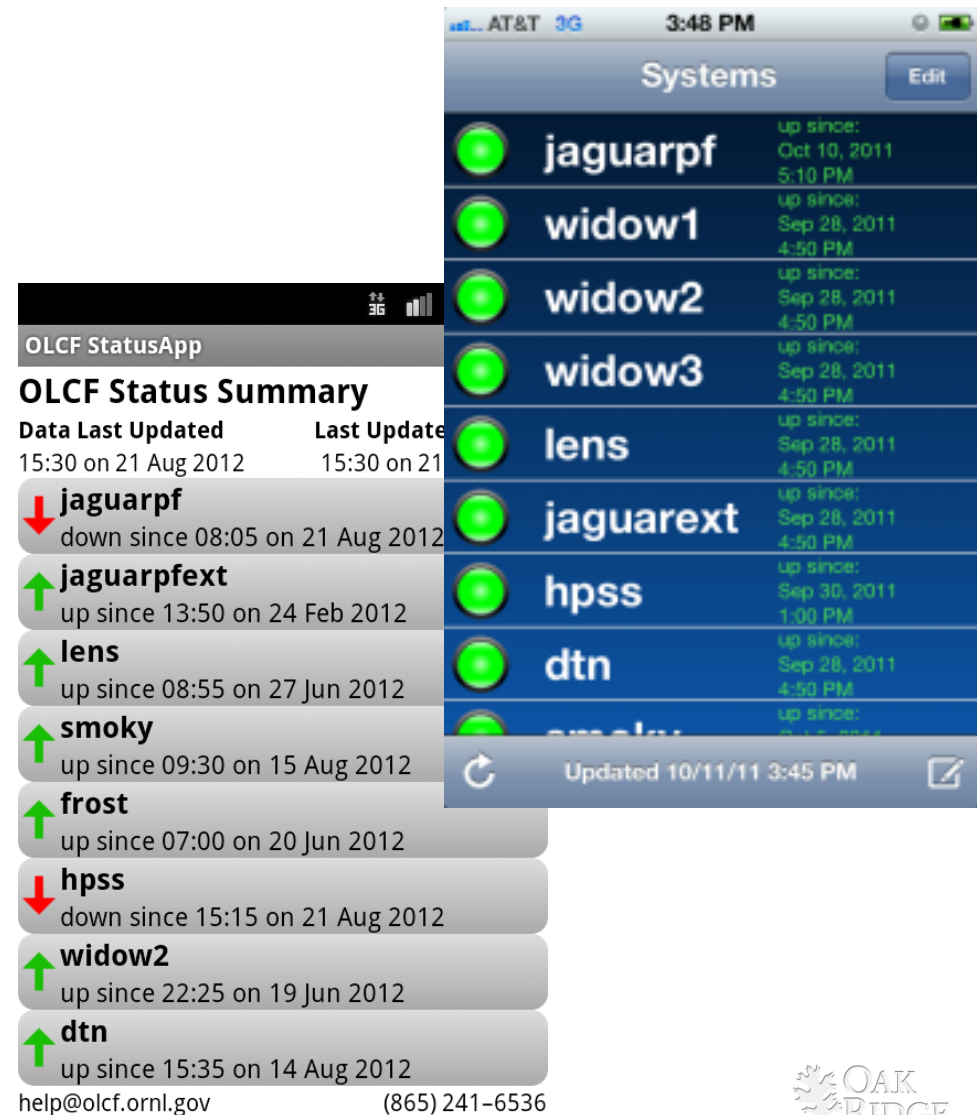 AT&T 3G 3:48 PM
Systems Edit
jaguarpf
up since:
Oct 10, 2011
5:10 PM
widow1
up since:
Sep 28, 2011
4:50 PM
widow2
up since:
Sep 28, 2011
4:50 PM
widow3
up since:
Sep 28, 2011
4:50 PM
lens
up since:
Sep 28, 2011
4:50 PM
jaguarext
up since:
Sep 28, 2011
4:50 PM
hpss
up since:
Sep 30, 2011
1:00 PM
dtn
up since:
Sep 28, 2011
4:50 PM
smoky
up since:
Updated 10/11/11 3:45 PM
3G
OLCF StatusApp
OLCF Status Summary
Data Last Updated Last Update
15:30 on 21 Aug 2012 15:30 on 21
jaguarpf
down since 08:05 on 21 Aug 2012
jaguarpfext
up since 13:50 on 24 Feb 2012
lens
up since 08:55 on 27 Jun 2012
smoky
up since 09:30 on 15 Aug 2012
frost
up since 07:00 on 20 Jun 2012
hpss
down since 15:15 on 21 Aug 2012
widow2
up since 22:25 on 19 Jun 2012
dtn
up since 15:35 on 14 Aug 2012
help@olcf.ornl.gov (865) 241-6536
OAK
RIDGE